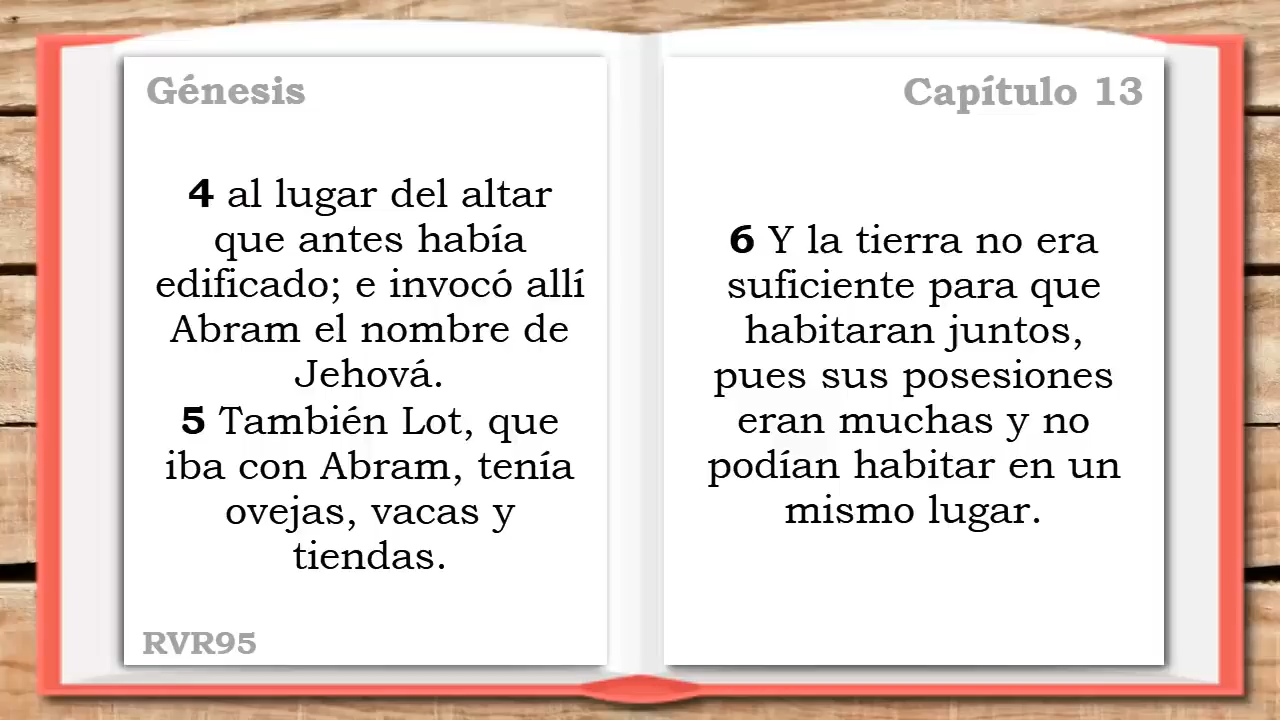 Génesis
4 al lugar del altar
que antes había
edificado; e invocó allí
Abram el nombre de
Jehová.
5 También Lot, que
iba con Abram, tenía
ovejas, vacas y
tiendas.
RVR95
Capítulo 13
6 Y la tierra no era
suficiente para que
habitaran juntos,
pues sus posesiones
eran muchas y no
podían habitar en un
mismo lugar.